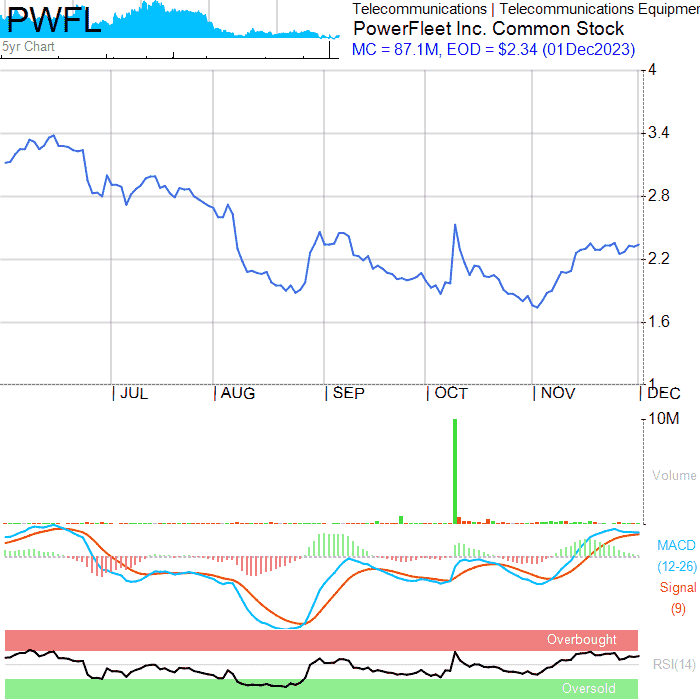 PWFL
5yr Chart
Telecommunications | Telecommunications Equipmen
PowerFleet Inc. Common Stock
MC = 87.1M, EOD = $2.34 (01Dec2023)
4
3.4
2.8
2.2
1.6
1
| JUL | AUG | SEP | OCT | NOV | DEC
10M
Volume
MACD
(12-26)
Signal
(9)
Overbought
RSI(14)
Oversold